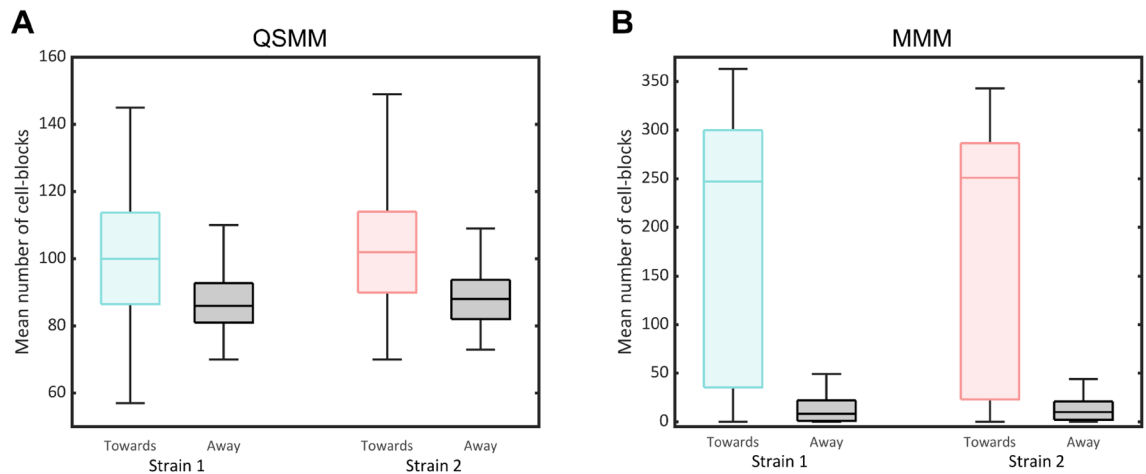 A
QSMM
Mean number of cell-blocks
160
140
120
100
80
60
Towards Away Towards Away
Strain 1 Strain 2
B
MMM
Mean number of cell-blocks
350
300
250
200
150
100
50
0
Towards Away Towards Away
Strain 1 Strain 2